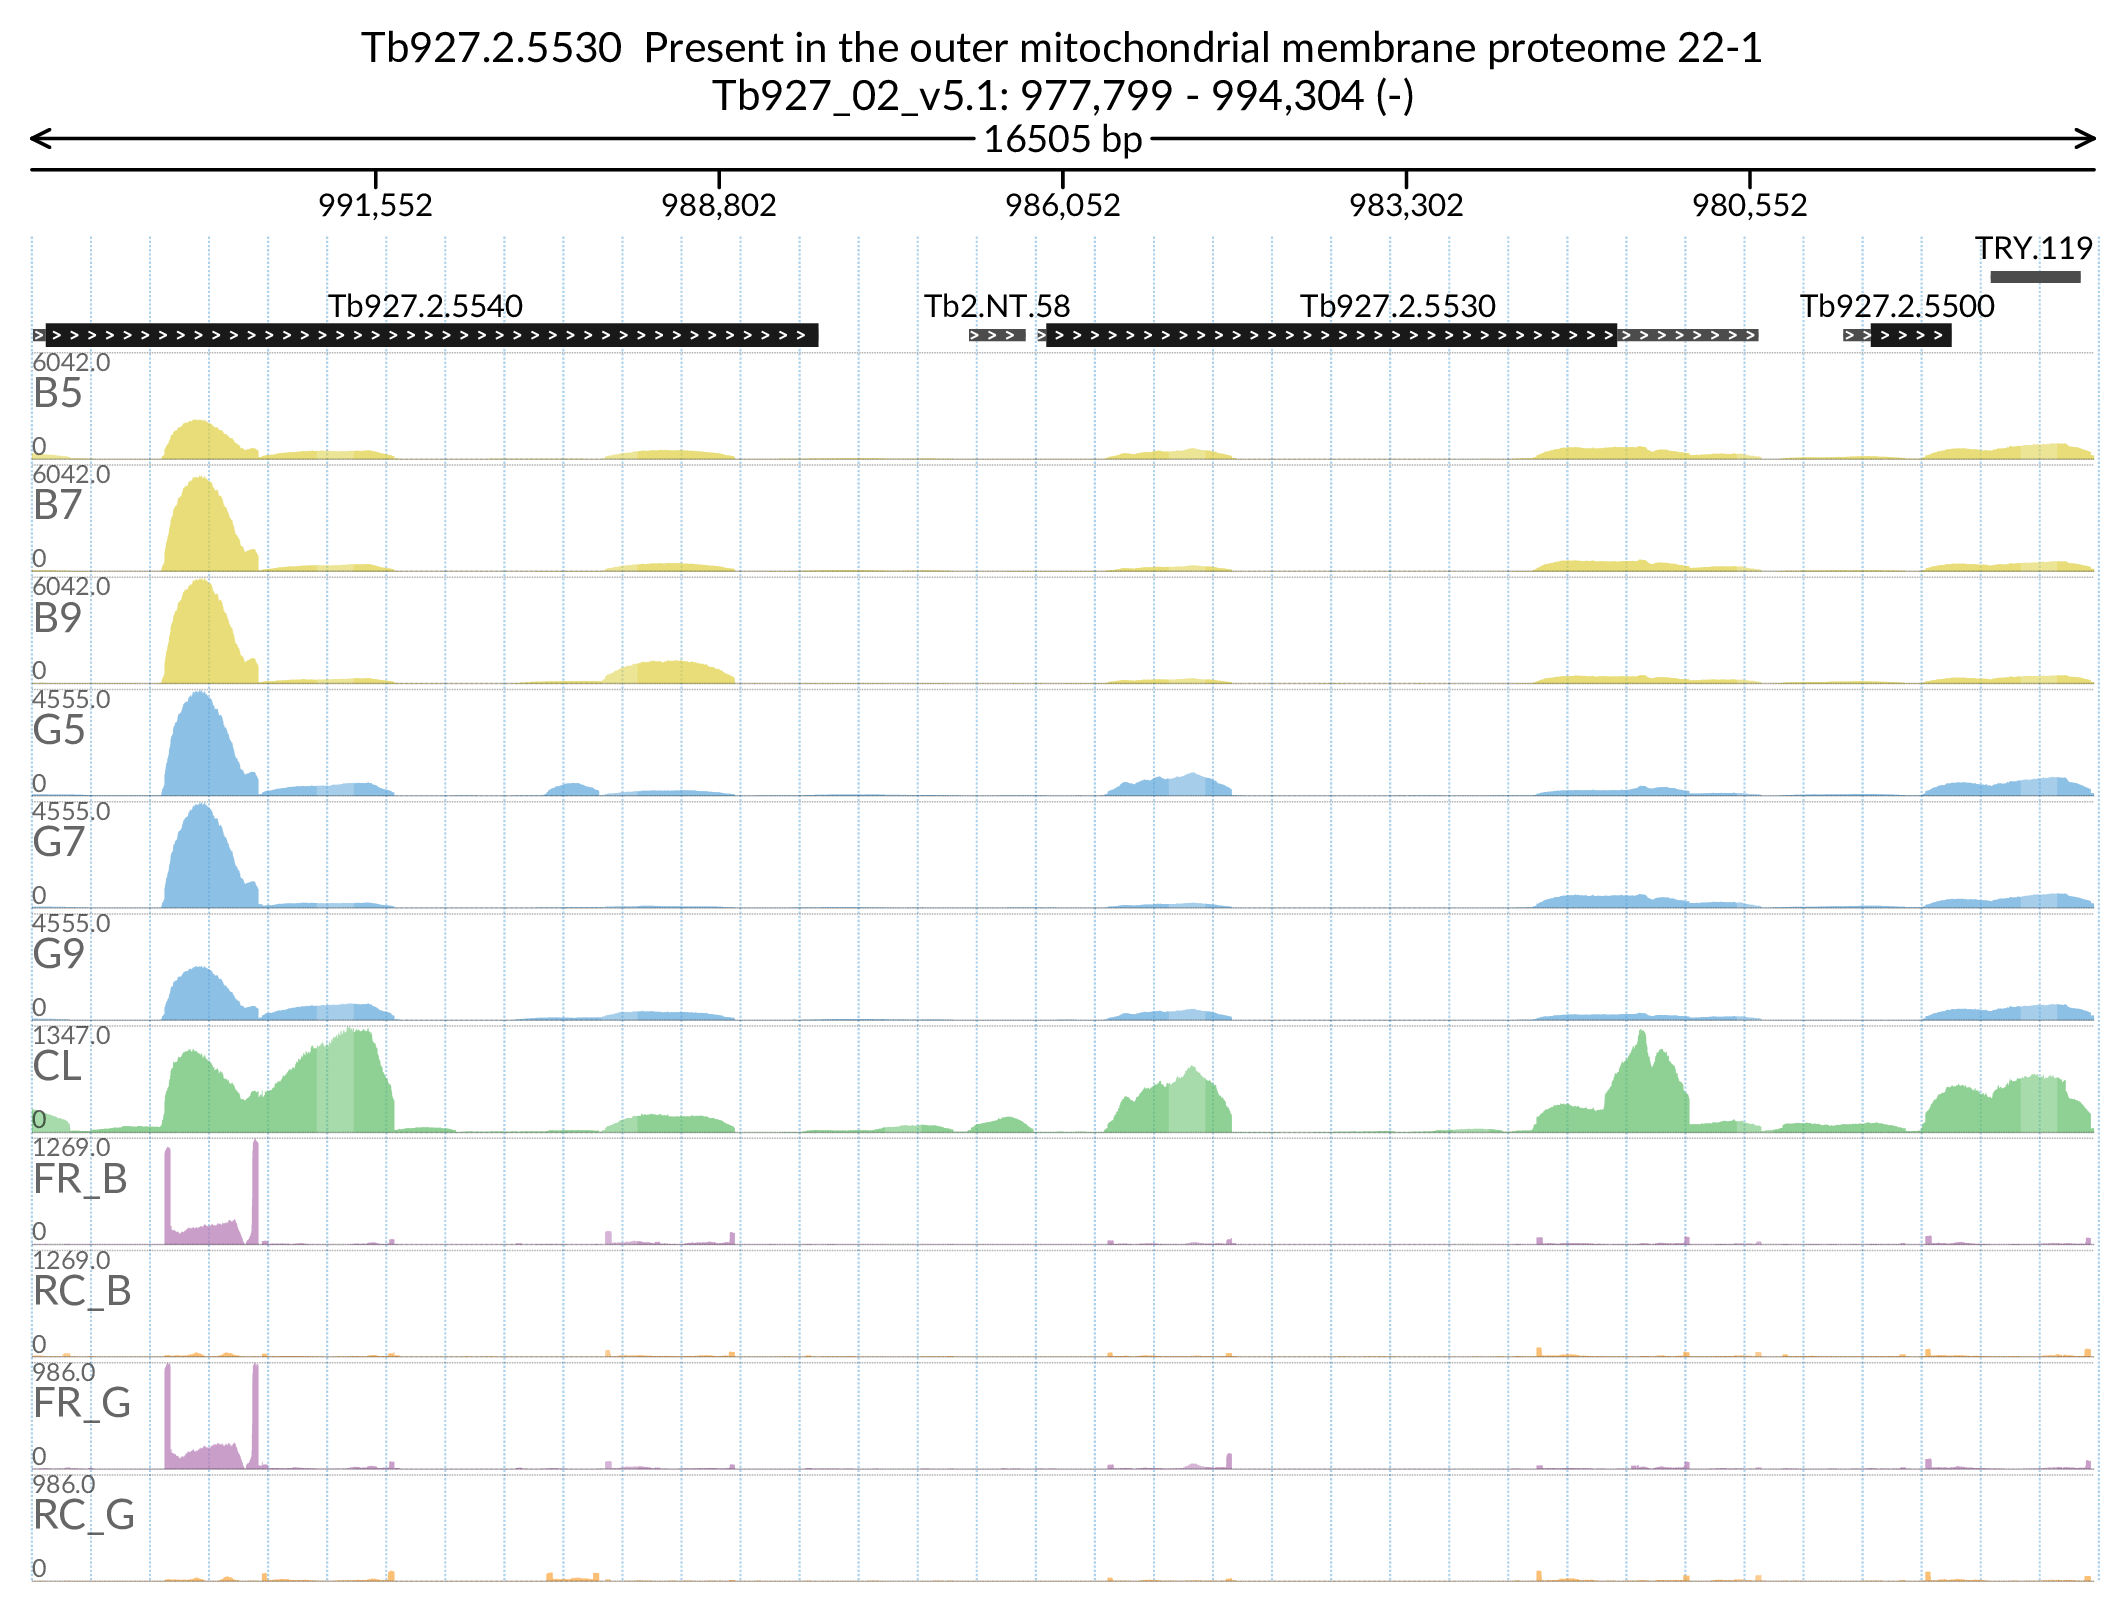 Tb927.2.5530  Present in the outer mitochondrial membrane proteome 22-1
Tb927_02_v5.1: 977,799 - 994,304 (-)
16505 bp
991,552 988,802 986,052 983,302 980,552
TRY.119
Tb927.2.5540 Tb2.NT.58 Tb927.2.5530 Tb927.2.5500
6042.0
B5
0
6042.0
B7
0
6042.0
B9
0
4555.0
G5
0
4555.0
G7
0
4555.0
G9
0
1347.0
CL
0
1269.0
FR_B
0
1269.0
RC_B
0
986.0
FR_G
0
986.0
RC_G
0